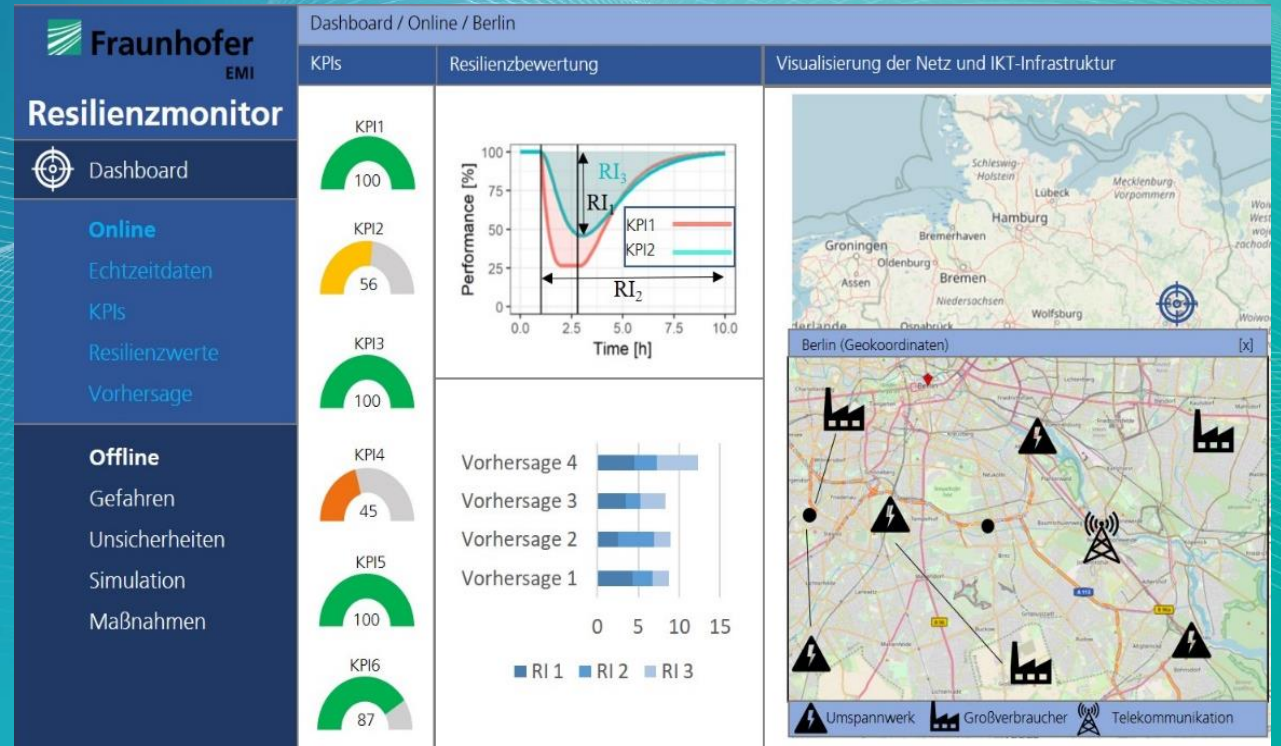 Fraunhofer
EMI
Resilienzmonitor
Dashboard
Online
Echtzeitdaten
KPIs
Resilienzwerte
Vorhersage
Offline
Gefahren
Unsicherheiten
Simulation
Maßnahmen
Dashboard / Online / Berlin
KPIs
KPI1
100
KPI2
56
KPI3
100
KPI4
45
KPI5
100
KPI6
87
Resilienzbewertung
Performance [%]
100
75
50
25
0
RI3
RI1
KPI1
KPI2
RI2
0.0 2.5 5.0 7.5 10.0
Time [h]
Vorhersage 4
Vorhersage 3
Vorhersage 2
Vorhersage 1
0 5 10 15
RI 1 RI 2 RI 3
Visualisierung der Netz und IKT-Infrastruktur
Schleswig-
Holstein
Lübeck
Mecklenburg-
Vorpommern
Hamburg
Bremerhaven
Groningen
Oldenburg
Assen
Bremen
Niedersachsen
Wolfsburg
Osnabrück
Berlin (Geokoordinaten) [x]
Berlin
Tempelhof
A 113
Umspannwerk Großverbraucher Telekommunikation